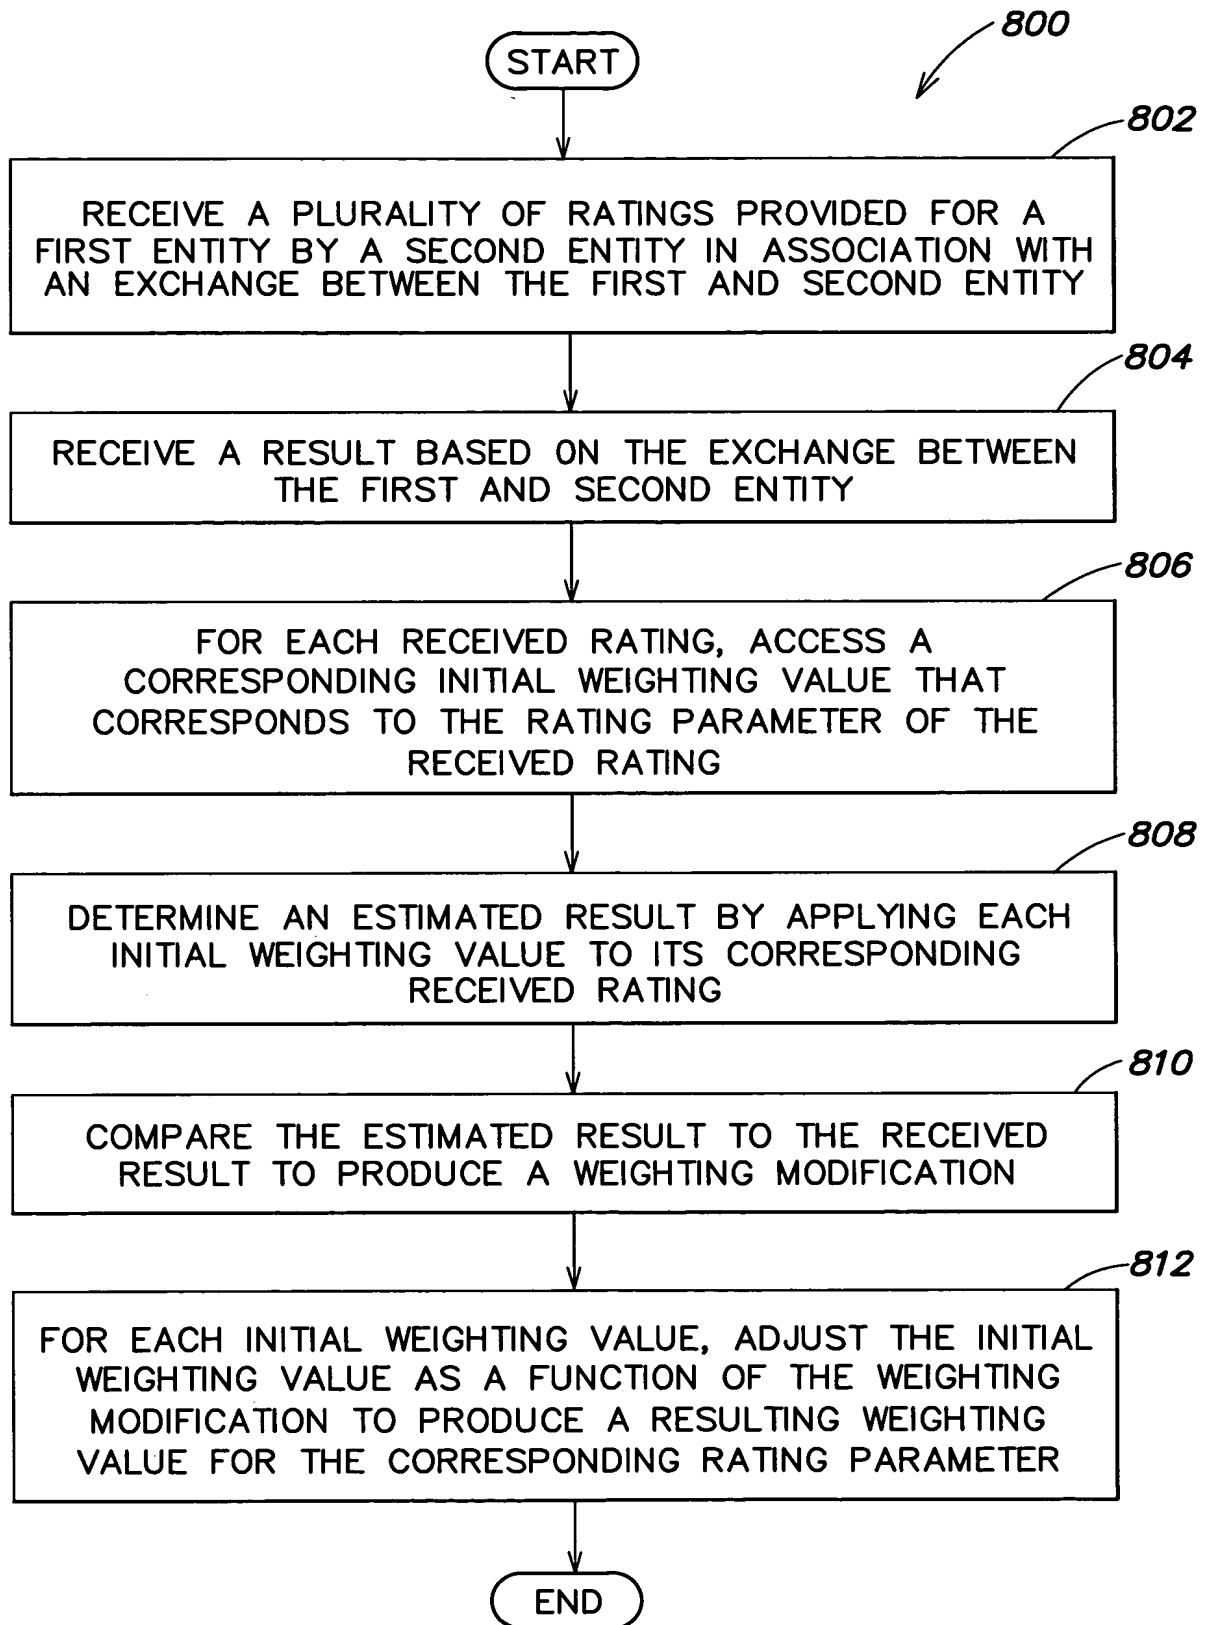 800
START
802
RECEIVE A PLURALITY OF RATINGS PROVIDED FOR A
FIRST ENTITY BY A SECOND ENTITY IN ASSOCIATION WITH
AN EXCHANGE BETWEEN THE FIRST AND SECOND ENTITY
804
RECEIVE A RESULT BASED ON THE EXCHANGE BETWEEN
THE FIRST AND SECOND ENTITY
806
FOR EACH RECEIVED RATING, ACCESS A
CORRESPONDING INITIAL WEIGHTING VALUE THAT
CORRESPONDS TO THE RATING PARAMETER OF THE
RECEIVED RATING
808
DETERMINE AN ESTIMATED RESULT BY APPLYING EACH
INITIAL WEIGHTING VALUE TO ITS CORRESPONDING
RECEIVED RATING
810
COMPARE THE ESTIMATED RESULT TO THE RECEIVED
RESULT TO PRODUCE A WEIGHTING MODIFICATION
812
FOR EACH INITIAL WEIGHTING VALUE, ADJUST THE INITIAL
WEIGHTING VALUE AS A FUNCTION OF THE WEIGHTING
MODIFICATION TO PRODUCE A RESULTING WEIGHTING
VALUE FOR THE CORRESPONDING RATING PARAMETER
END